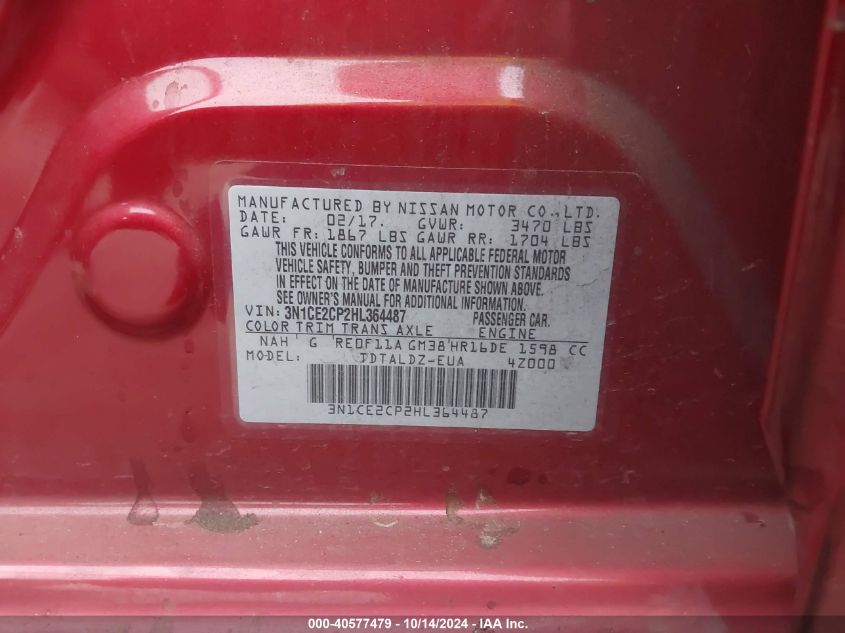 MANUFACTURED BY NISSAN MOTOR CO., LTD.
DATE: 02/17. GVWR: 3470 LBS
GAWR FR: 1867 LBS GAWR RR: 1704 LBS
THIS VEHICLE CONFORMS TO ALL APPLICABLE FEDERAL MOTOR
VEHICLE SAFETY, BUMPER AND THEFT PREVENTION STANDARDS
IN EFFECT ON THE DATE OF MANUFACTURE SHOWN ABOVE.
SEE OWNER'S MANUAL FOR ADDITIONAL INFORMATION.
VIN: 3N1CE2CP2HL364487 PASSENGER CAR.
COLOR TRIM TRANS AXLE ENGINE
NAH G RE0F11A GM38 HR16DE 1598 CC
MODEL: JDTALDZ-EUA 4Z000
3N1CE2CP2HL364487
000-40577479 - 10/14/2024 - IAA Inc.